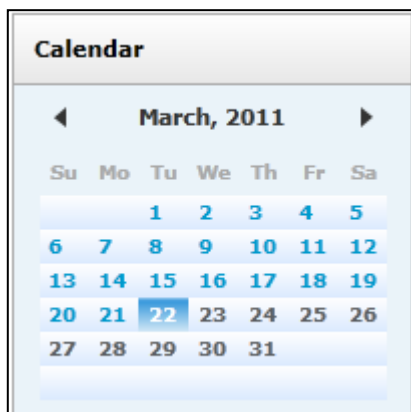 Calendar
March, 2011
Su Mo Tu We Th Fr Sa
1 2 3 4 5
6 7 8 9 10 11 12
13 14 15 16 17 18 19
20 21 22 23 24 25 26
27 28 29 30 31